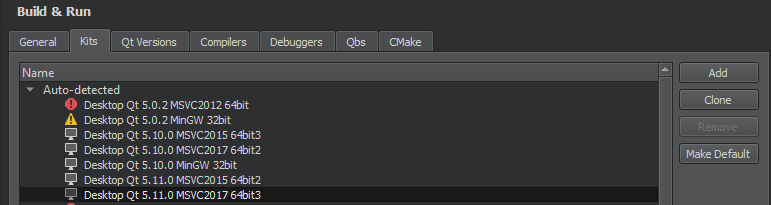 Build & Run
General Kits Qt Versions Compilers Debuggers Qbs CMake
Name
Add
Auto-detected
Desktop Qt 5.0.2 MSVC2012 64bit
Clone
Desktop Qt 5.0.2 MinGW 32bit
Desktop Qt 5.10.0 MSVC2015 64bit3
Remove
Desktop Qt 5.10.0 MSVC2017 64bit2
Make Default
Desktop Qt 5.10.0 MinGW 32bit
Desktop Qt 5.11.0 MSVC2015 64bit2
Desktop Qt 5.11.0 MSVC2017 64bit3